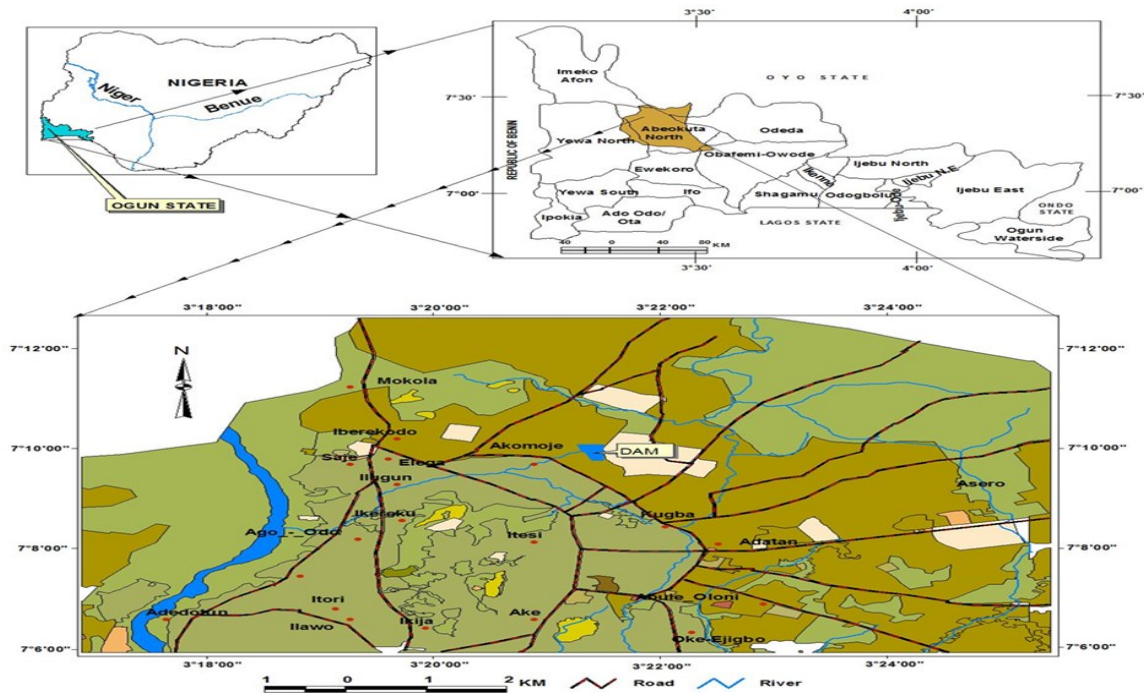 NIGERIA
Niger
Benue
OGUN STATE
3°30'
4°00'
7°30'
7°30'
7°00'
7°00'
3°30'
4°00'
REPUBLIC OF BENIN
Imeko
Afon
OYO STATE
Abeokuta
North
Odeda
Yewa North
Obafemi-Owode
Ewekoro
Ijebu North
Ikenne
Ijebu N.E
Yewa South
Ifo
Shagamu
Odogbolu
Ijebu-Ode
Ijebu East
Ipokia
Ado Odo/
Ota
LAGOS STATE
ONDO
STATE
Ogun
Waterside
40 0 40 80
KM
3°18'00"
3°20'00"
3°22'00"
3°24'00"
7°12'00"
7°12'00"
N
Mokola
Iberekodo
7°10'00"
Akomoje
DAM
7°10'00"
Saje
Elega
Ilugun
Asero
Ikereku
Kugba
Ago_-_Odo
Itesi
Adatan
7°8'00"
7°8'00"
Adedotun
Itori
Ilawo
Ikija
Ake
Abule_Oloni
Oke-Ejigbo
7°6'00"
7°6'00"
3°18'00"
3°20'00"
3°22'00"
3°24'00"
1 0 1 2 KM
Road
River